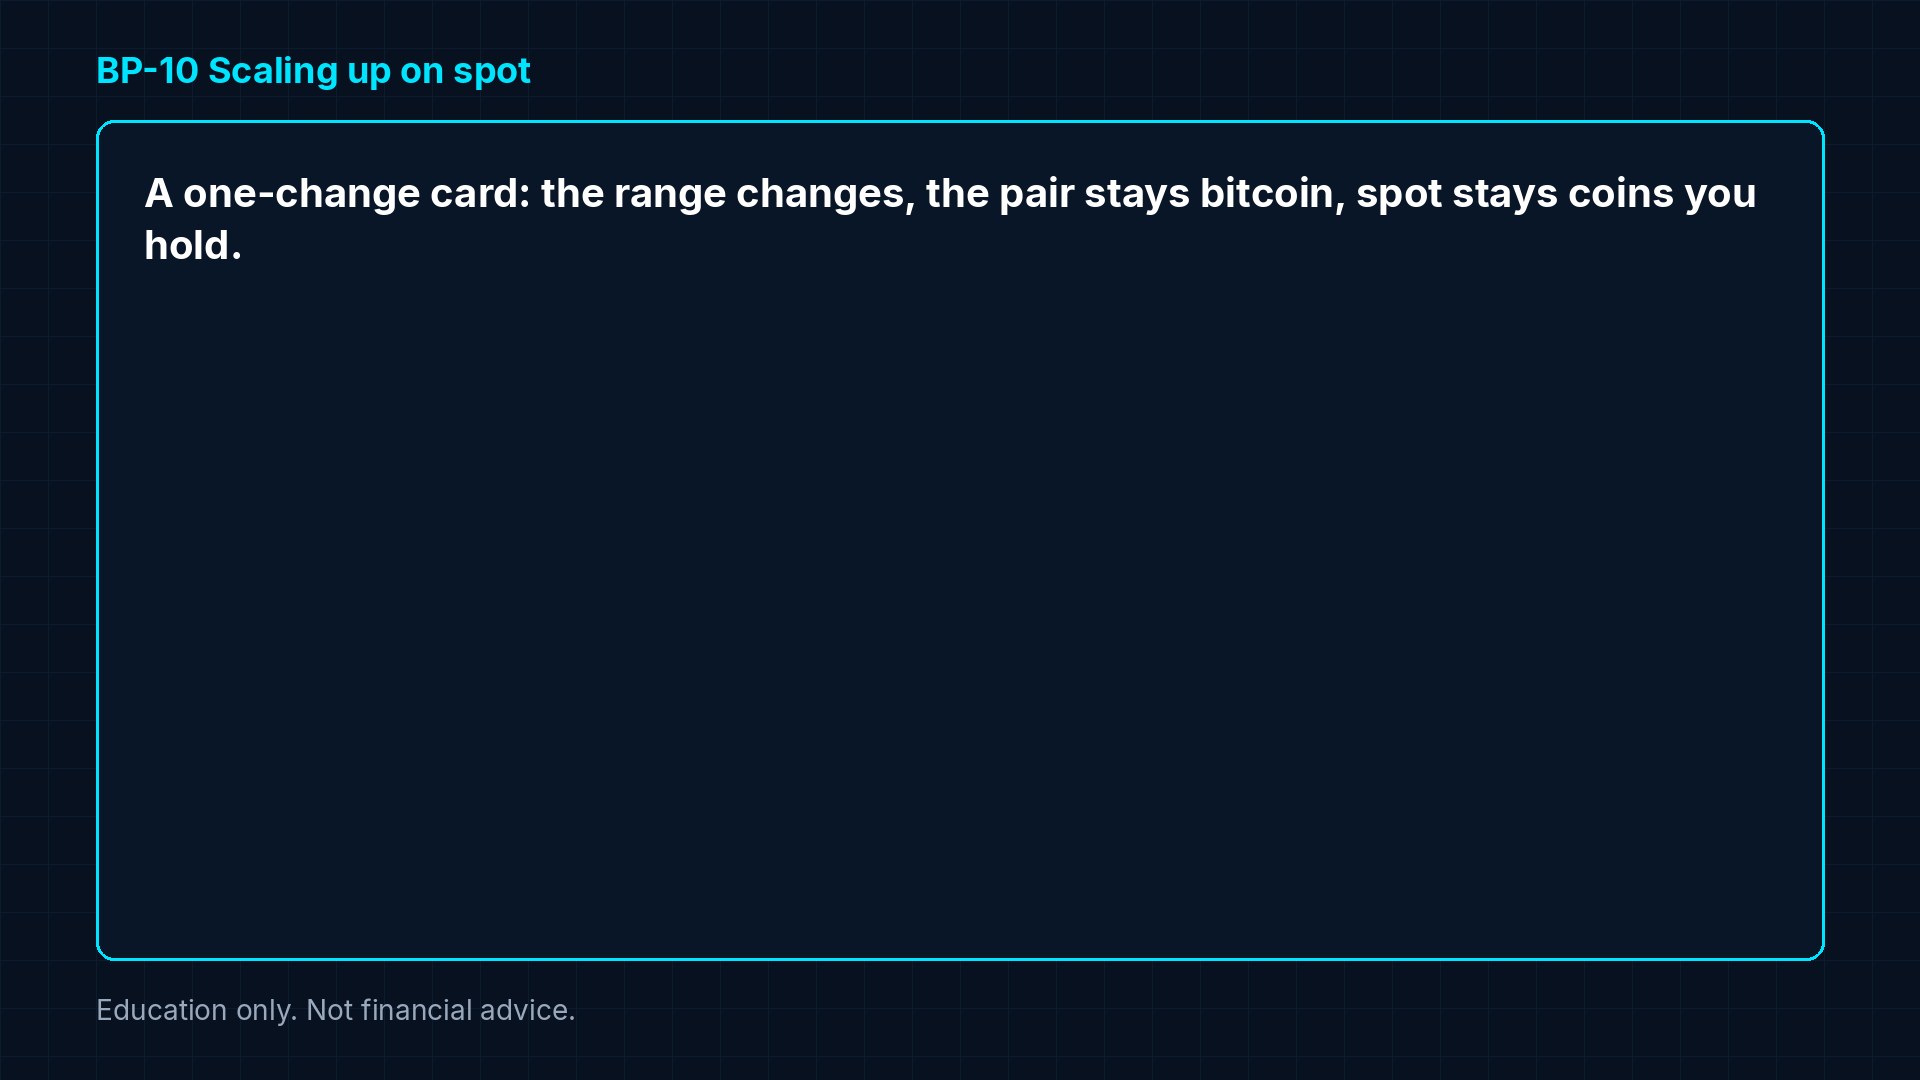 BP-10 Scaling up on spot
A one-change card: the range changes, the pair stays bitcoin, spot stays coins you
hold.
Education only. Not financial advice.